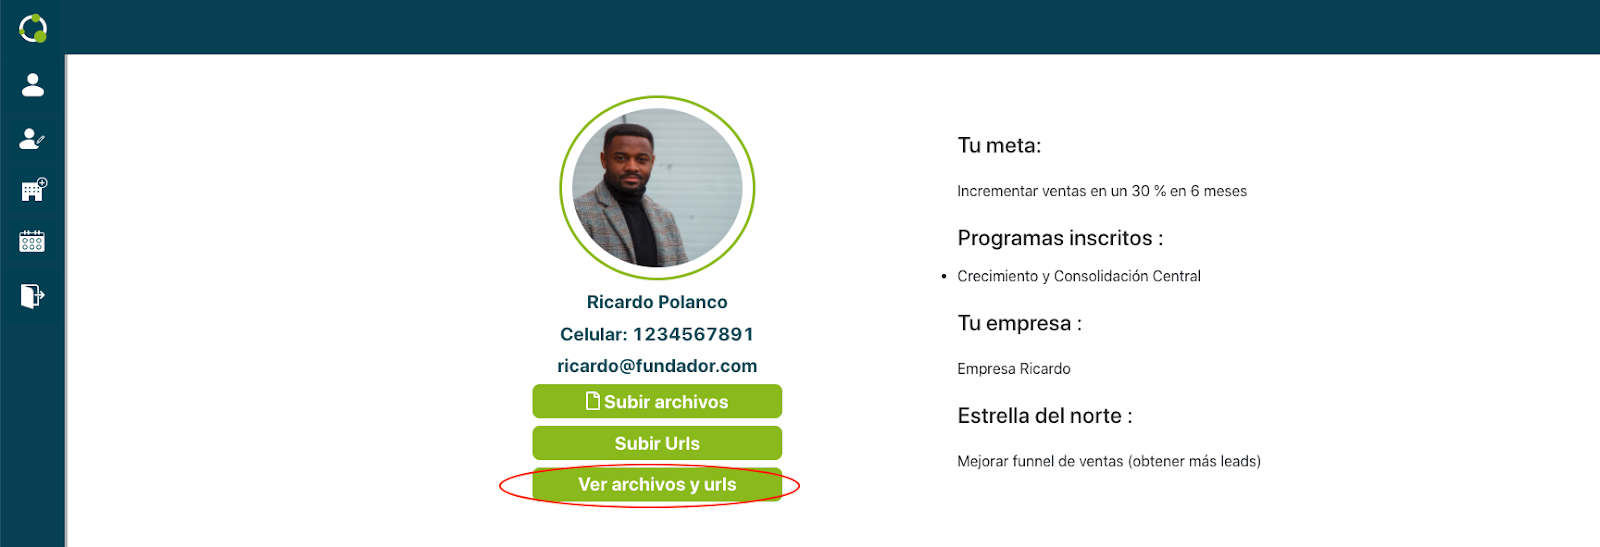 Ricardo Polanco
Celular: 1234567891
ricardo@fundador.com
Subir archivos
Subir Urls
Ver archivos y urls
Tu meta:
Incrementar ventas en un 30 % en 6 meses
Programas inscritos :
• Crecimiento y Consolidación Central
Tu empresa :
Empresa Ricardo
Estrella del norte :
Mejorar funnel de ventas (obtener más leads)